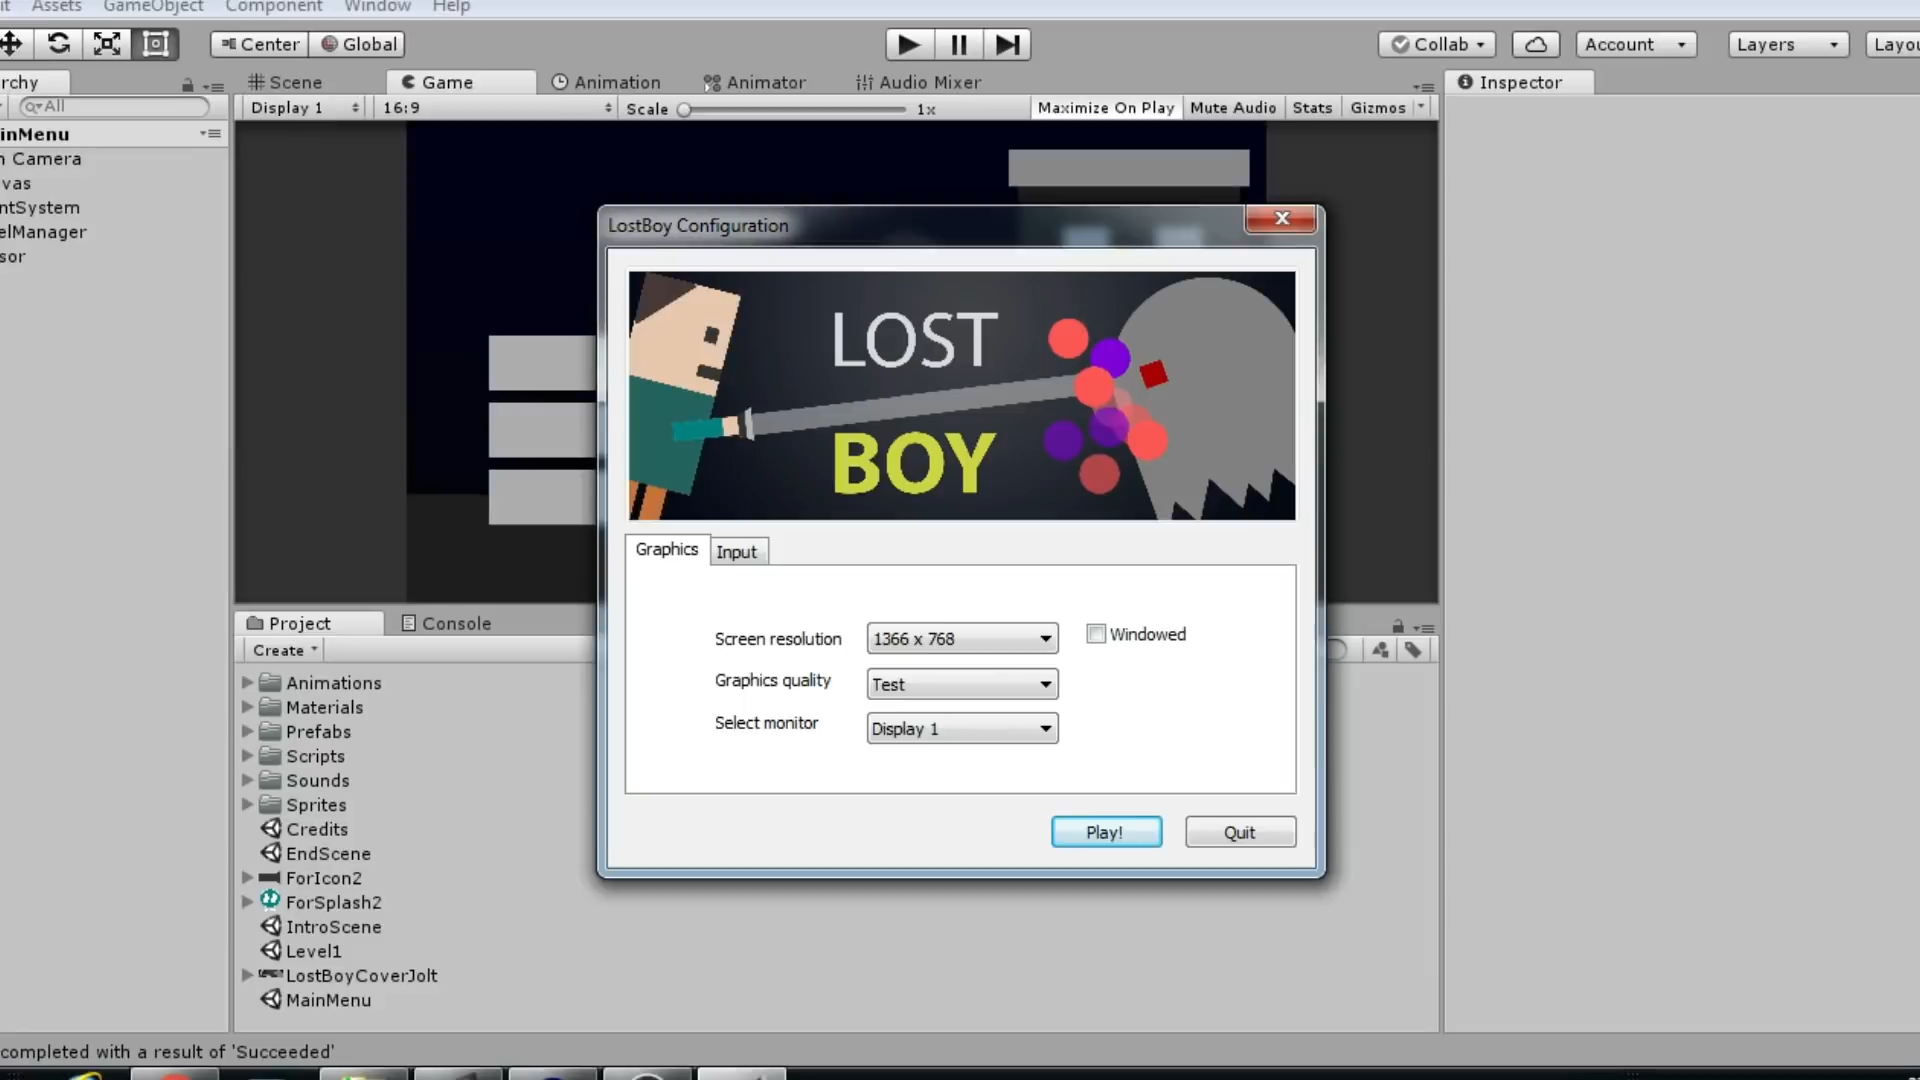 it Assets GameObject Component Window Help
Center Global Collab Account Layers Layou
rchy Scene Game Animation Animator Audio Mixer Inspector
All Display 1 16:9 Scale 1x Maximize On Play Mute Audio Stats Gizmos
inMenu
n Camera
vas
ntSystem
elManager
sor
LostBoy Configuration
LOST
BOY
Graphics Input
Screen resolution 1366 x 768 Windowed
Graphics quality Test
Select monitor Display 1
Play! Quit
Project Console
Create
Animations
Materials
Prefabs
Scripts
Sounds
Sprites
Credits
EndScene
ForIcon2
ForSplash2
IntroScene
Level1
LostBoyCoverJolt
MainMenu
completed with a result of 'Succeeded'